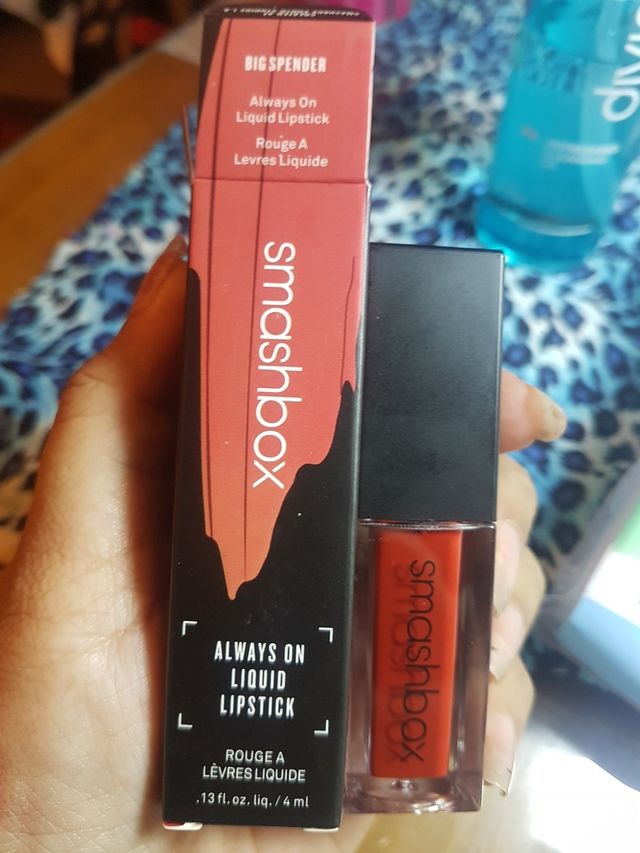 BIG SPENDER
Always On
Liquid Lipstick
Rouge A
Levres Liquide
smashbox
ALWAYS ON
LIQUID
LIPSTICK
ROUGE A
LÈVRES LIQUIDE
.13 fl. oz. liq. / 4 ml
smashbox